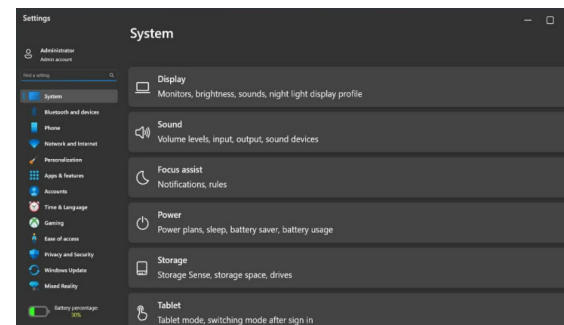 Settings
Administrator
Admin account
Find a setting
System
Bluetooth and devices
Phone
Network and Internet
Personalization
Apps & features
Accounts
Time & Language
Gaming
Ease of access
Privacy and Security
Windows Update
Mixed Reality
Battery percentage:
30%
System
Display
Monitors, brightness, sounds, night light display profile
Sound
Volume levels, input, output, sound devices
Focus assist
Notifications, rules
Power
Power plans, sleep, battery saver, battery usage
Storage
Storage Sense, storage space, drives
Tablet
Tablet mode, switching mode after sign in